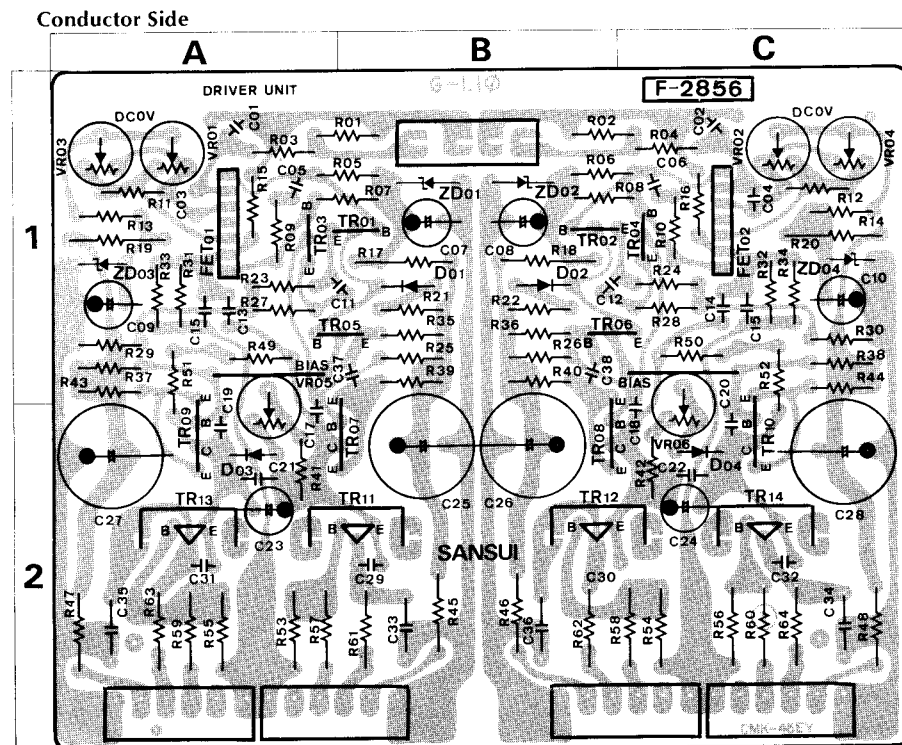 Conductor Side
A B C
DRIVER UNIT
G-1.10
F-2856
DC0V DC0V
VR03 VR01 C01 R01 R02 C02 VR02 VR04
R03 R04
R15 C05 R05 R06 C06 R16
R11 C03 R07 ZD01 ZD02 R08 C04 R12
1
R13 FET01 R09 TR03 B E TR01 B E TR02 B E TR04 B E R10 FET02 R14
R19 R17 C07 C08 R18 R20
ZD03 R33 R31 R23 D01 D02 R24 R32 R34 ZD04 C10
C15 C13 R27 C11 R21 R22 C12 R28 C14 C15
C09 TR05 B E R35 R36 TR06 B E R30
R29 R49 R25 R26 R50 R38
R43 R37 R51 BIAS VR05 C37 R39 R40 C38 BIAS R52 R44
TR09 E B C E C19 C17 TR07 B C E TR08 E B C E C18 VR06 C20 TR10 E B C E
D03 C21 R41 R42 C22 D04
C27 TR13 TR11 C25 C26 TR12 TR14 C28
B E C23 B E B E C24 B E
SANSUI
2
C31 C29 C30 C32
R47 C35 R63 R59 R55 R53 R57 R61 C33 R45 R46 C36 R62 R58 R54 R56 R60 R64 C34 R48
CMK-46EY